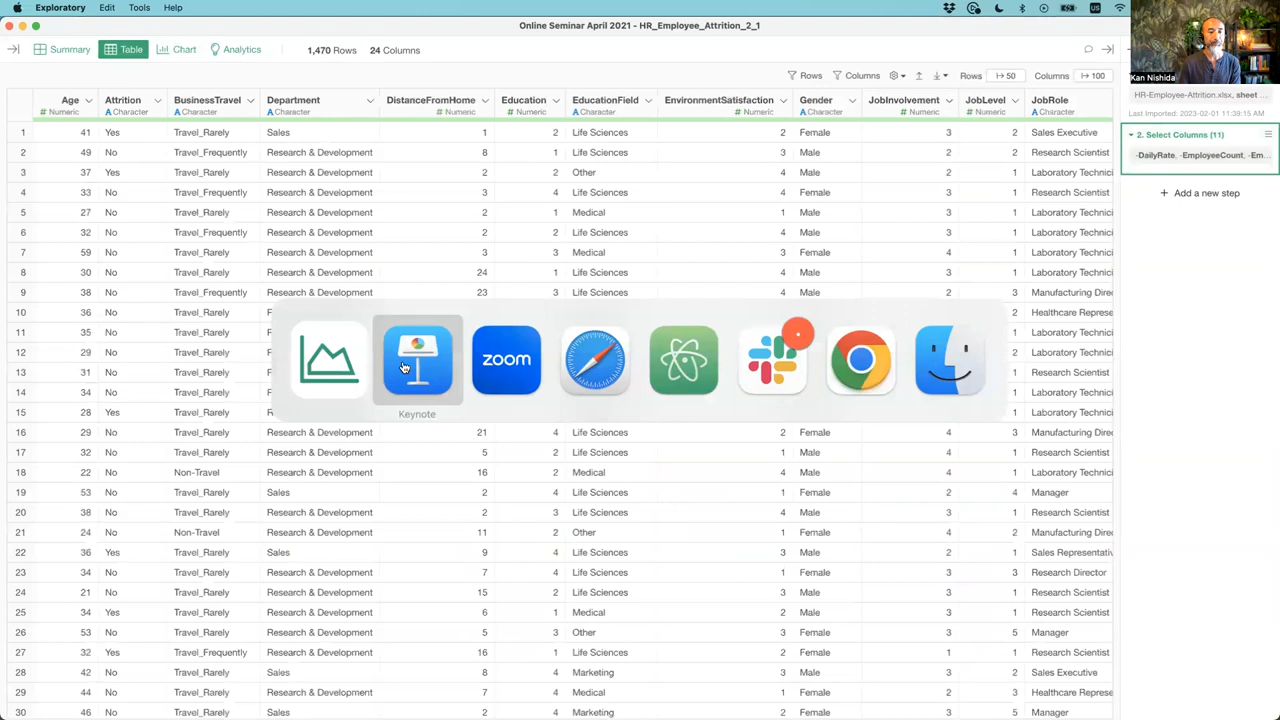 Exploratory Edit Tools Help US
Online Seminar April 2021 - HR_Employee_Attrition_2_1
Summary Table Chart Analytics 1,470 Rows 24 Columns
Kan Nishida
Rows Columns Rows 50 Columns 100
HR-Employee-Attrition.xlsx, sheet ...
Last Imported: 2023-02-01 11:39:15 AM
2. Select Columns (11)
-DailyRate, -EmployeeCount, -Em...
+ Add a new step
Age Attrition BusinessTravel Department DistanceFromHome Education EducationField EnvironmentSatisfaction Gender JobInvolvement JobLevel JobRole
# Numeric A Character A Character A Character # Numeric # Numeric A Character # Numeric A Character # Numeric # Numeric A Character
1 41 Yes Travel_Rarely Sales 1 2 Life Sciences 2 Female 3 2 Sales Executive
2 49 No Travel_Frequently Research & Development 8 1 Life Sciences 3 Male 2 2 Research Scientist
3 37 Yes Travel_Rarely Research & Development 2 2 Other 4 Male 2 1 Laboratory Technici
4 33 No Travel_Frequently Research & Development 3 4 Life Sciences 4 Female 3 1 Research Scientist
5 27 No Travel_Rarely Research & Development 2 1 Medical 1 Male 3 1 Laboratory Technici
6 32 No Travel_Frequently Research & Development 2 2 Life Sciences 4 Male 3 1 Laboratory Technici
7 59 No Travel_Rarely Research & Development 3 3 Medical 3 Female 4 1 Laboratory Technici
8 30 No Travel_Rarely Research & Development 24 1 Life Sciences 4 Male 3 1 Laboratory Technici
9 38 No Travel_Frequently Research & Development 23 3 Life Sciences 4 Male 2 3 Manufacturing Dire
10 36 No Travel_Rarely 2 Healthcare Represe
11 35 No Travel_Rarely 1 Laboratory Technici
12 29 No Travel_Rarely 2 Laboratory Technici
13 31 No Travel_Rarely 1 Research Scientist
14 34 No Travel_Rarely 1 Laboratory Technici
15 28 Yes Travel_Rarely 1 Laboratory Technici
zoom
Keynote
16 29 No Travel_Rarely Research & Development 21 4 Life Sciences 2 Female 4 3 Manufacturing Dire
17 32 No Travel_Rarely Research & Development 5 2 Life Sciences 1 Male 4 1 Research Scientist
18 22 No Non-Travel Research & Development 16 2 Medical 4 Male 4 1 Laboratory Technici
19 53 No Travel_Rarely Sales 2 4 Life Sciences 1 Female 2 4 Manager
20 38 No Travel_Rarely Research & Development 2 3 Life Sciences 4 Male 3 1 Research Scientist
21 24 No Non-Travel Research & Development 11 2 Other 1 Female 4 2 Manufacturing Dire
22 36 Yes Travel_Rarely Sales 9 4 Life Sciences 3 Male 2 1 Sales Representativ
23 34 No Travel_Rarely Research & Development 7 4 Life Sciences 1 Female 3 3 Research Director
24 21 No Travel_Rarely Research & Development 15 2 Life Sciences 3 Male 3 1 Research Scientist
25 34 Yes Travel_Rarely Research & Development 6 1 Medical 2 Male 3 1 Research Scientist
26 53 No Travel_Rarely Research & Development 5 3 Other 3 Female 3 5 Manager
27 32 Yes Travel_Frequently Research & Development 16 1 Life Sciences 2 Female 1 1 Research Scientist
28 42 No Travel_Rarely Sales 8 4 Marketing 3 Male 3 2 Sales Executive
29 44 No Travel_Rarely Research & Development 7 4 Medical 1 Female 2 3 Healthcare Represe
30 46 No Travel_Rarely Sales 2 4 Marketing 2 Female 3 5 Manager